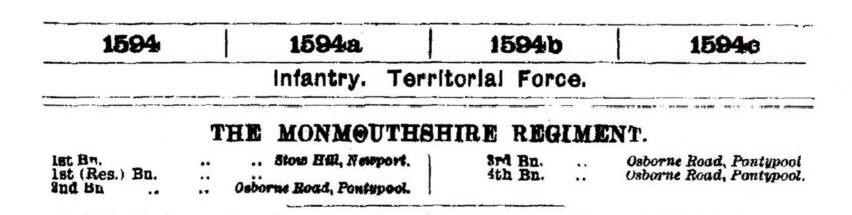 1594 1594a 1594b 1594c
Infantry. Territorial Force.
THE MONMOUTHSHIRE REGIMENT.
1st Bn. .. .. Stow Hill, Newport.
1st (Res.) Bn. .. ..
2nd Bn .. .. Osborne Road, Pontypool.
3rd Bn. .. Osborne Road, Pontypool
4th Bn. .. Osborne Road, Pontypool.